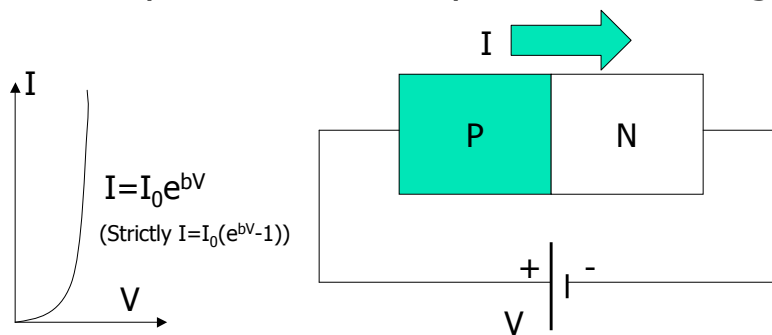 I
I
P N
I=I₀eᵇⱽ
(Strictly I=I₀(eᵇⱽ-1))
+ -
V
V